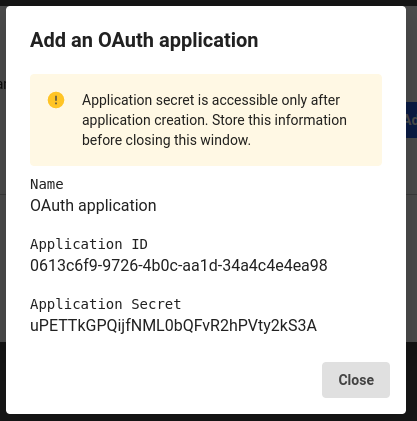 Add an OAuth application
Application secret is accessible only after
application creation. Store this information
before closing this window.
Name
OAuth application
Application ID
0613c6f9-9726-4b0c-aa1d-34a4c4e4ea98
Application Secret
uPETTkGPQijfNML0bQFvR2hPVty2kS3A
Close